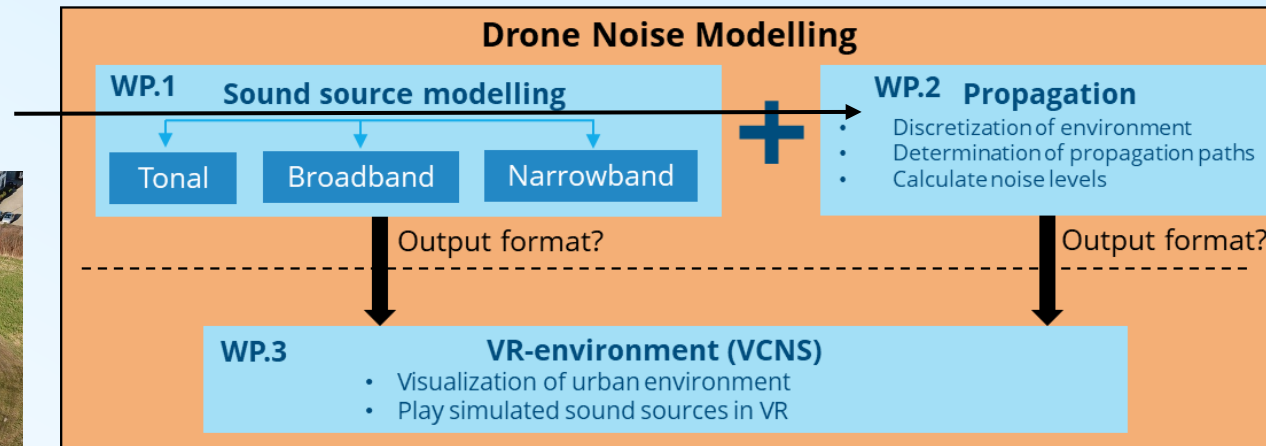 Drone Noise Modelling
WP.1
Sound source modelling
Tonal
Broadband
Narrowband
+
WP.2 Propagation
• Discretization of environment
• Determination of propagation paths
• Calculate noise levels
Output format?
Output format?
WP.3
VR-environment (VCNS)
• Visualization of urban environment
• Play simulated sound sources in VR